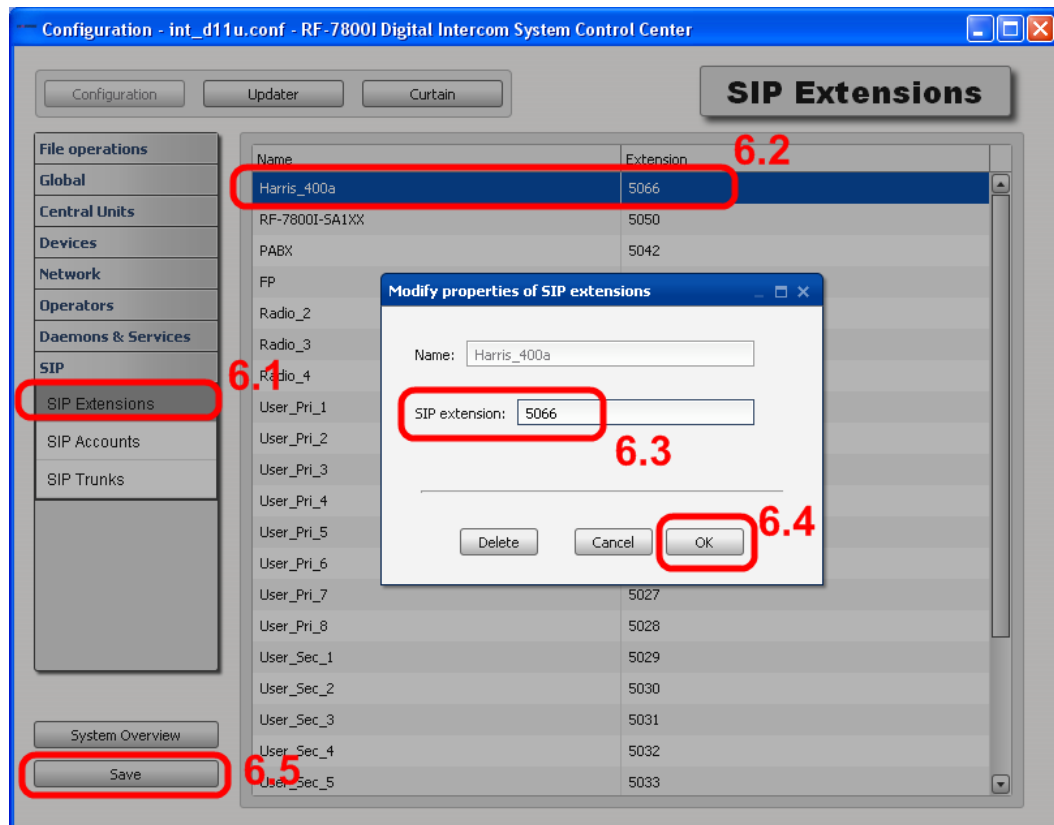 Configuration - int_d11u.conf - RF-7800I Digital Intercom System Control Center
Configuration Updater Curtain
SIP Extensions
File operations
Global
Central Units
Devices
Network
Operators
Daemons & Services
SIP
SIP Extensions
SIP Accounts
SIP Trunks
System Overview
Save
6.1
6.5
Name Extension
6.2
Harris_400a 5066
RF-7800I-SA1XX 5050
PABX 5042
FP
Radio_2
Radio_3
Radio_4
User_Pri_1
User_Pri_2
User_Pri_3
User_Pri_4
User_Pri_5
User_Pri_6
User_Pri_7 5027
User_Pri_8 5028
User_Sec_1 5029
User_Sec_2 5030
User_Sec_3 5031
User_Sec_4 5032
User_Sec_5 5033
Modify properties of SIP extensions
Name: Harris_400a
SIP extension: 5066
6.3
Delete Cancel OK
6.4